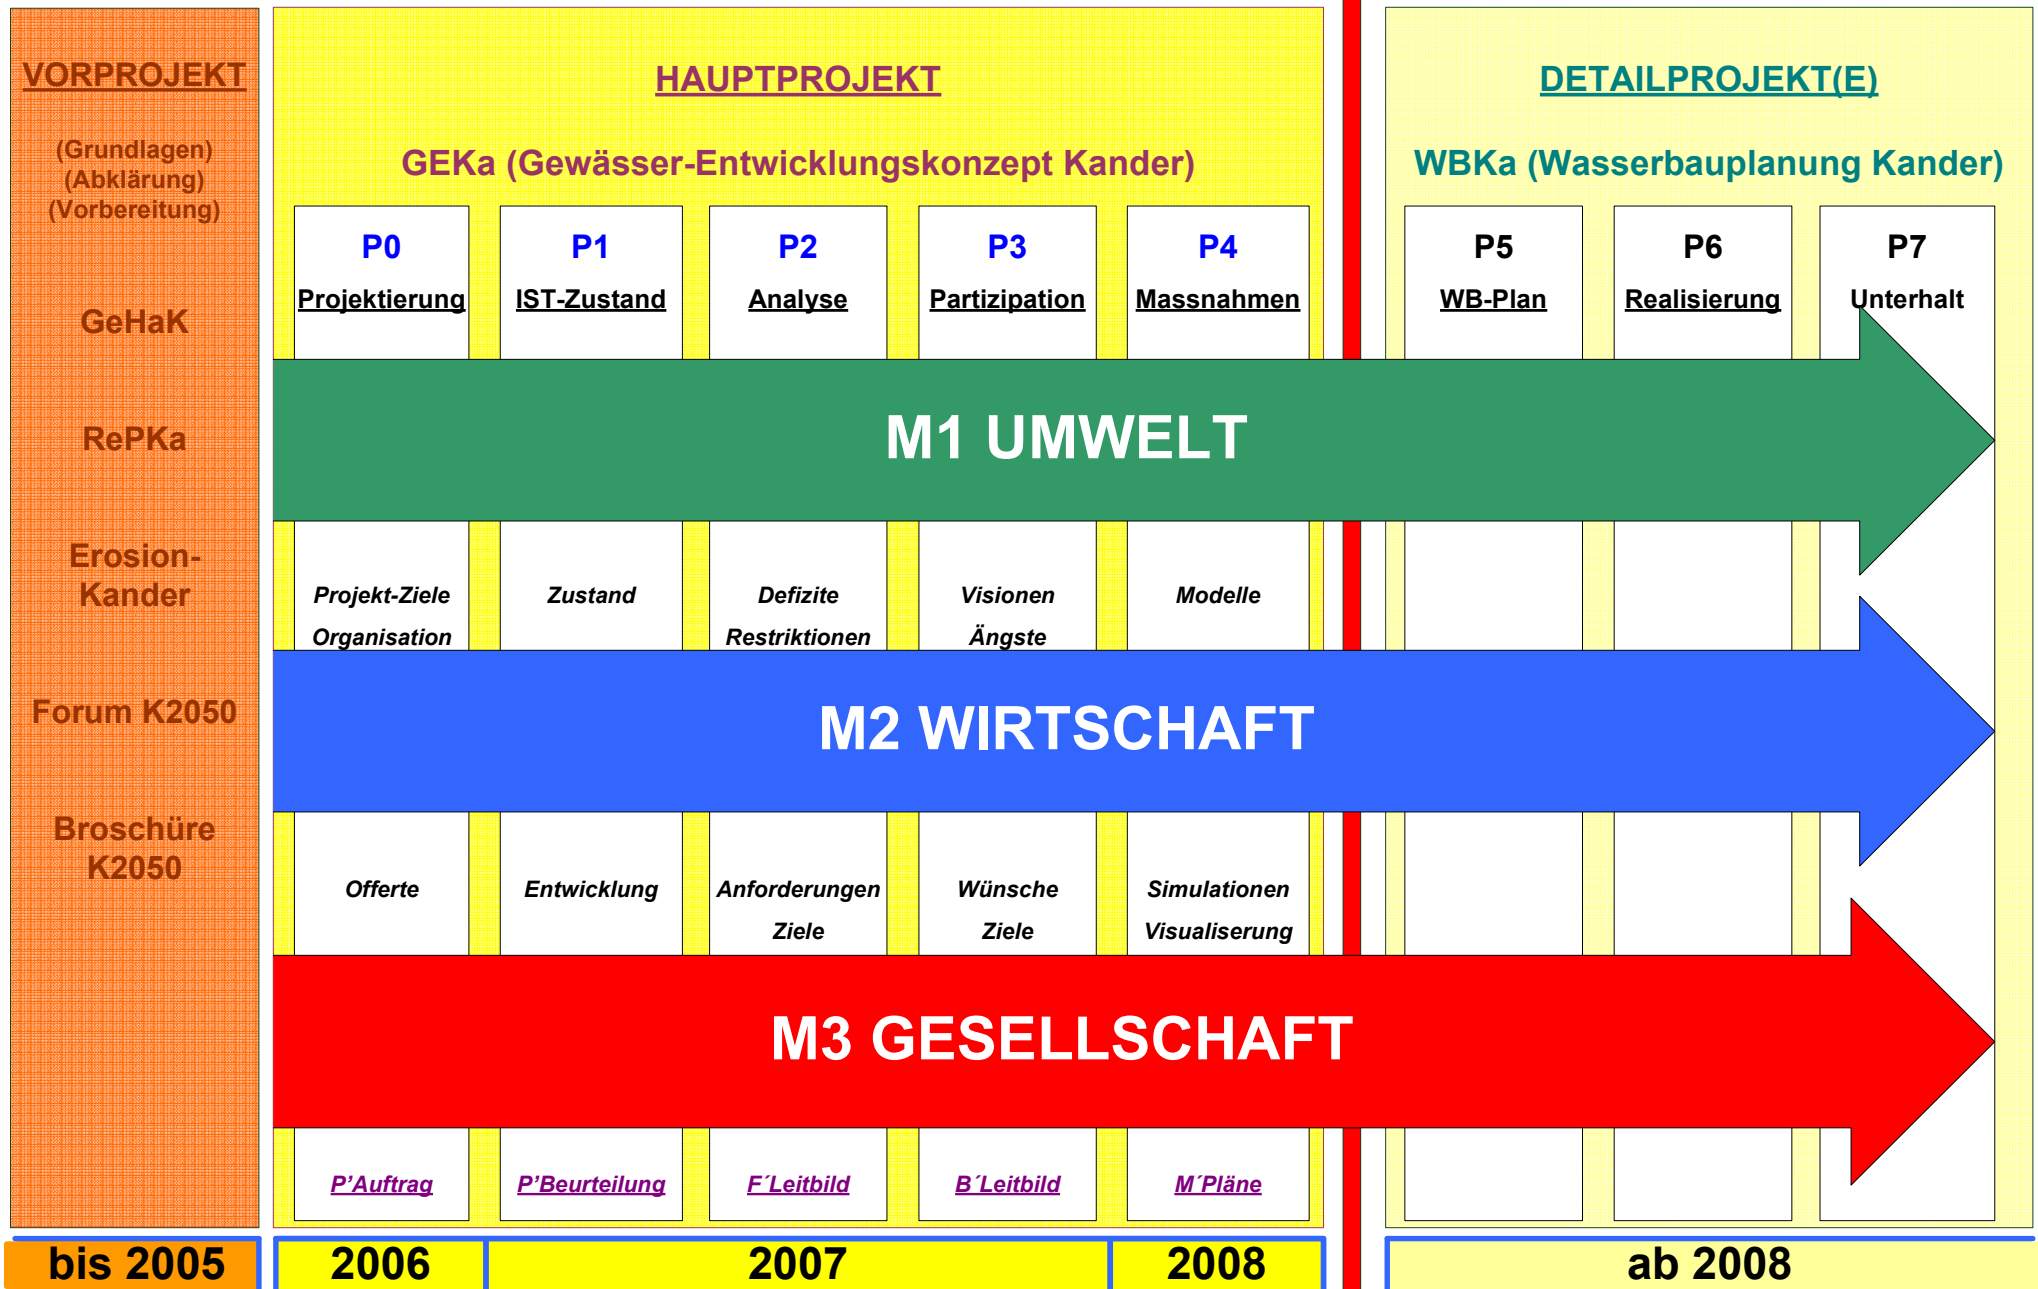 VORPROJEKT
(Grundlagen)
(Abklärung)
(Vorbereitung)
GeHaK
RePKa
Erosion-
Kander
Forum K2050
Broschüre
K2050
bis 2005
HAUPTPROJEKT
GEKa (Gewässer-Entwicklungskonzept Kander)
P0 P1 P2 P3 P4
Projektierung IST-Zustand Analyse Partizipation Massnahmen
DETAILPROJEKT(E)
WBKa (Wasserbauplanung Kander)
P5 P6 P7
WB-Plan Realisierung Unterhalt
M1 UMWELT
Projekt-Ziele Zustand Defizite Visionen Modelle
Organisation Restriktionen Ängste
M2 WIRTSCHAFT
Offerte Entwicklung Anforderungen Wünsche Simulationen
Ziele Ziele Visualiserung
M3 GESELLSCHAFT
P’Auftrag P’Beurteilung F´Leitbild B´Leitbild M´Pläne
2006 2007 2008 ab 2008